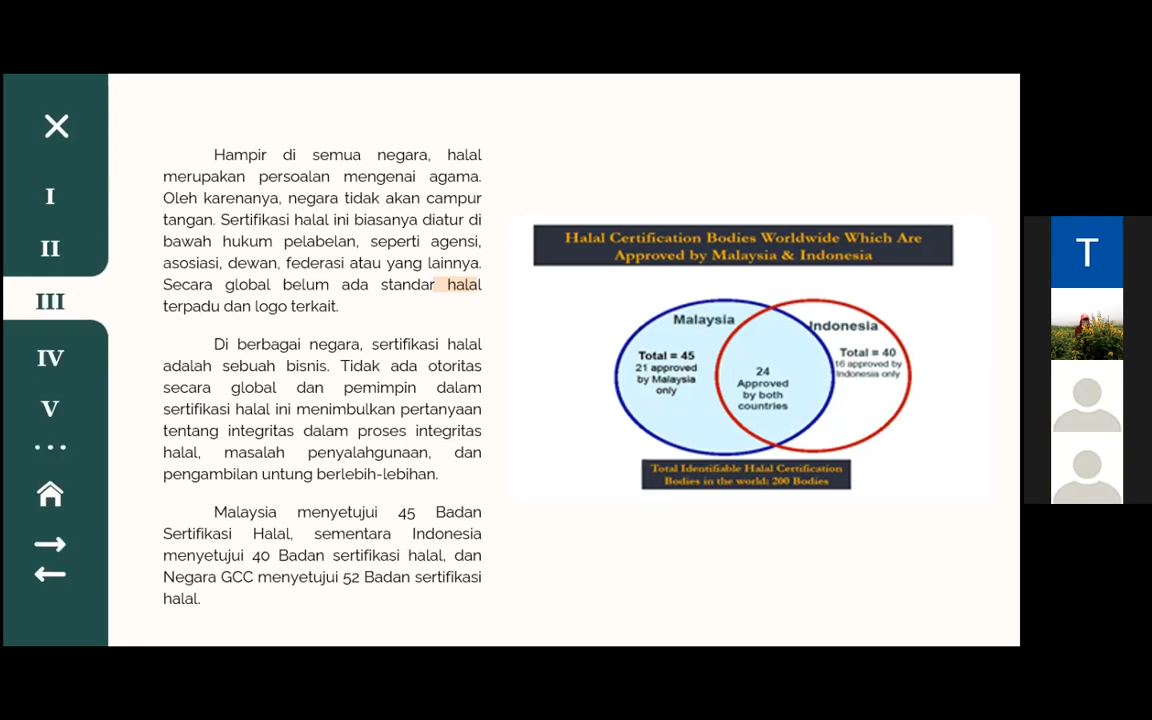 I
II
III
IV
V
...
Hampir di semua negara, halal
merupakan persoalan mengenai agama.
Oleh karenanya, negara tidak akan campur
tangan. Sertifikasi halal ini biasanya diatur di
bawah hukum pelabelan, seperti agensi,
asosiasi, dewan, federasi atau yang lainnya.
Secara global belum ada standar halal
terpadu dan logo terkait.
Di berbagai negara, sertifikasi halal
adalah sebuah bisnis. Tidak ada otoritas
secara global dan pemimpin dalam
sertifikasi halal ini menimbulkan pertanyaan
tentang integritas dalam proses integritas
halal, masalah penyalahgunaan, dan
pengambilan untung berlebih-lebihan.
Malaysia menyetujui 45 Badan
Sertifikasi Halal, sementara Indonesia
menyetujui 40 Badan sertifikasi halal, dan
Negara GCC menyetujui 52 Badan sertifikasi
halal.
Halal Certification Bodies Worldwide Which Are
Approved by Malaysia & Indonesia
Malaysia
Total = 45
21 approved
by Malaysia
only
24
Approved
by both
countries
Indonesia
Total = 40
16 approved by
Indonesia only
Total Identifiable Halal Certification
Bodies in the world: 200 Bodies
T